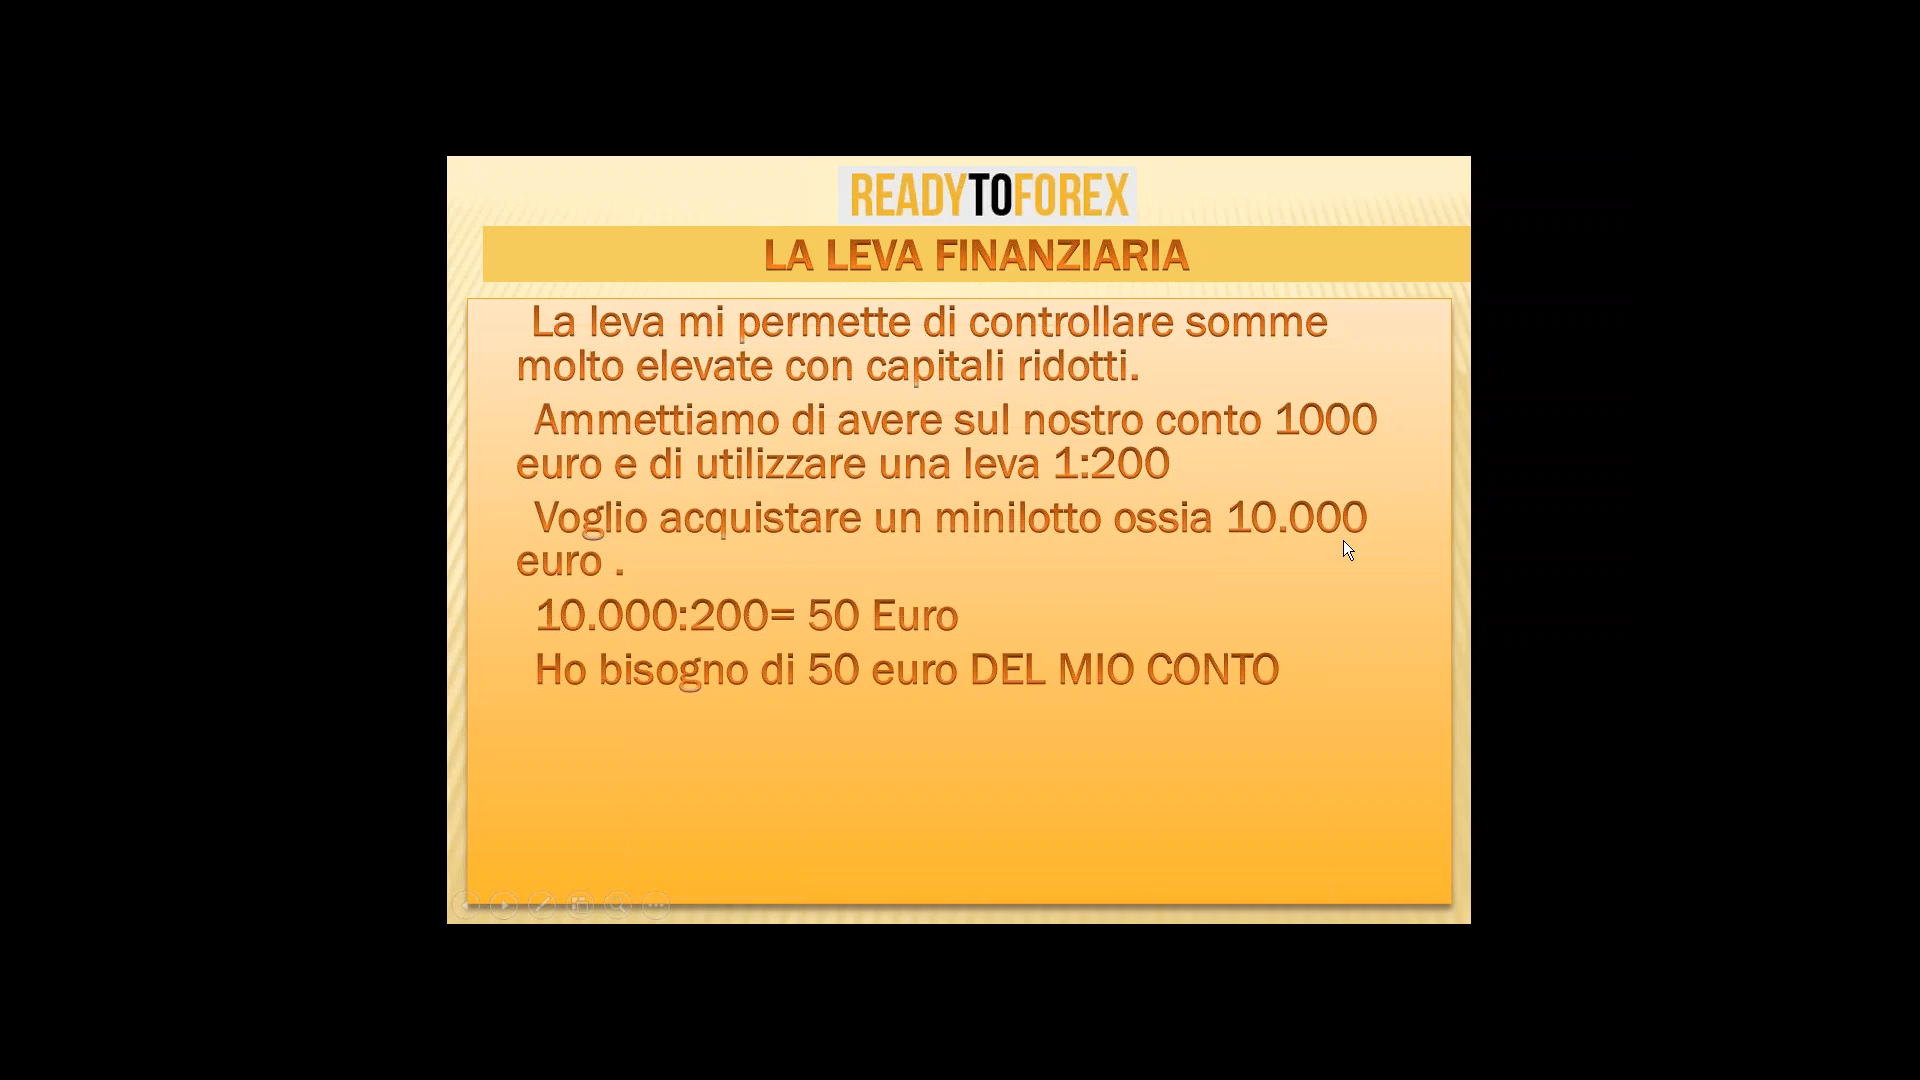 READYTOFOREX
LA LEVA FINANZIARIA
La leva mi permette di controllare somme
molto elevate con capitali ridotti.
Ammettiamo di avere sul nostro conto 1000
euro e di utilizzare una leva 1:200
Voglio acquistare un minilotto ossia 10.000
euro .
10.000:200= 50 Euro
Ho bisogno di 50 euro DEL MIO CONTO